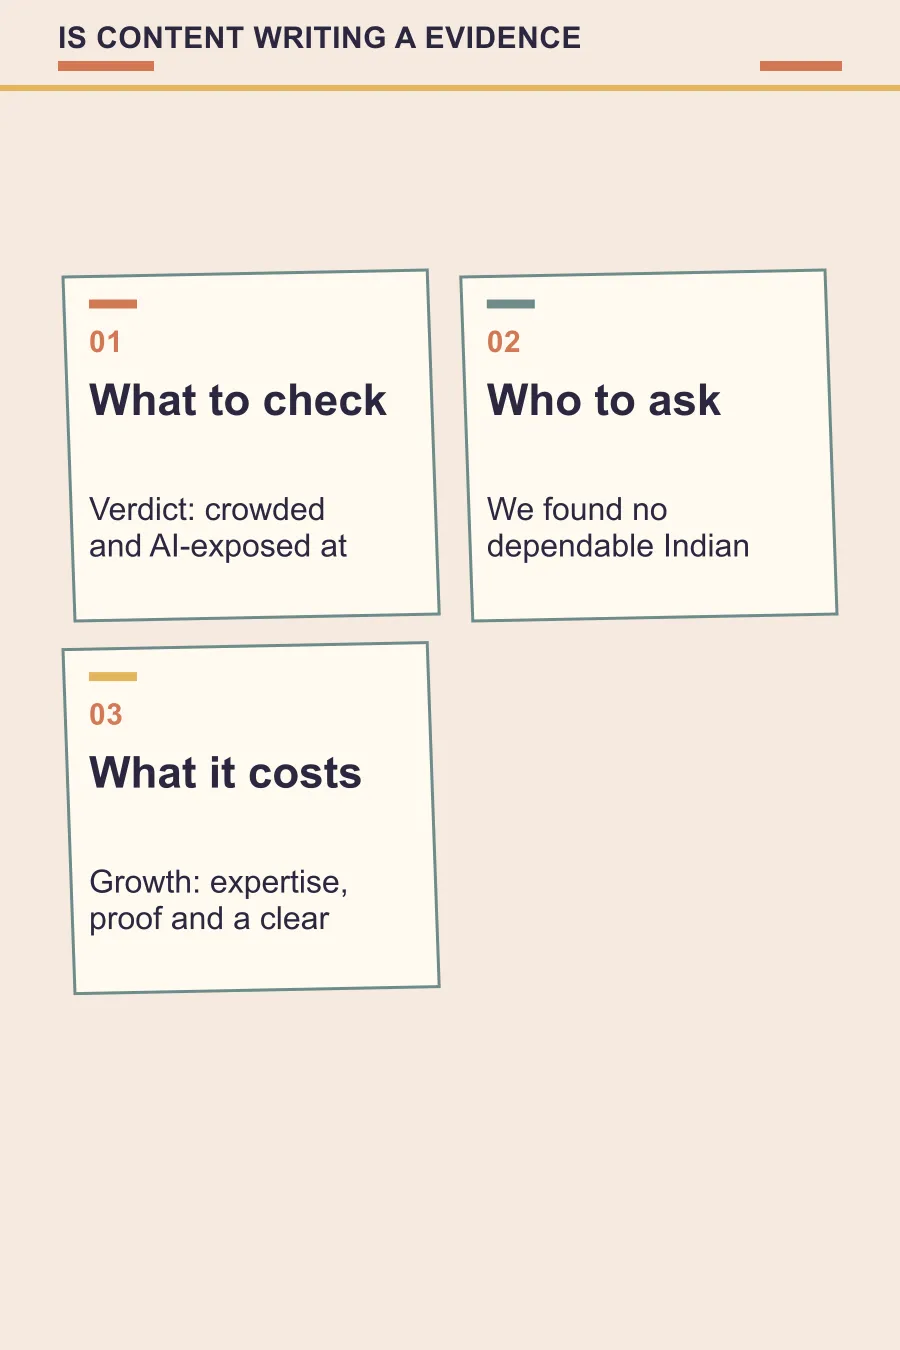 IS CONTENT WRITING A EVIDENCE
01
What to check
Verdict: crowded
and AI-exposed at
02
Who to ask
We found no
dependable Indian
03
What it costs
Growth: expertise,
proof and a clear